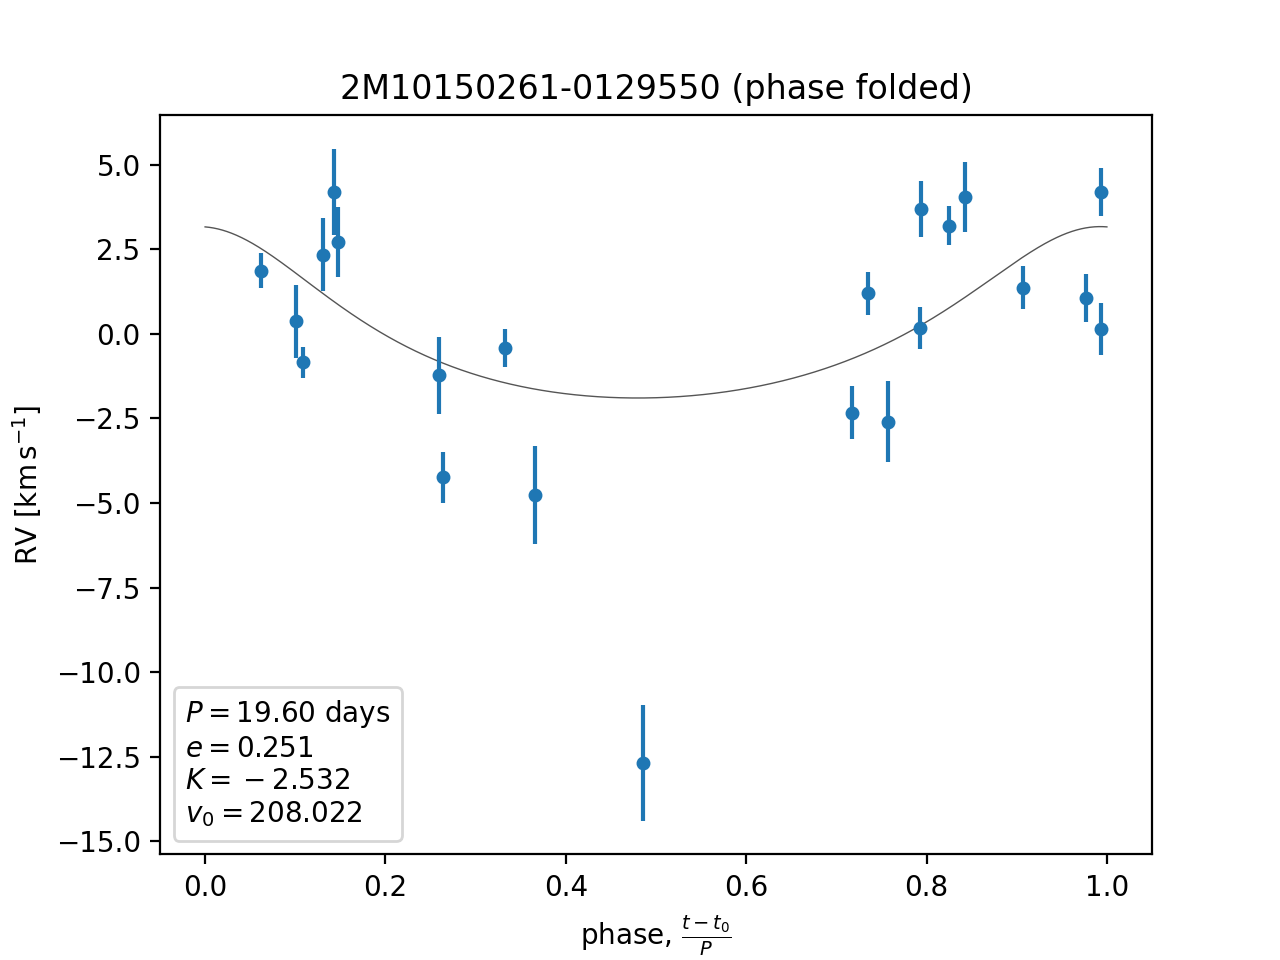 2M10150261-0129550 (phase folded)
RV [km s⁻¹]
5.0
2.5
0.0
−2.5
−5.0
−7.5
−10.0
−12.5
−15.0
P = 19.60 days
e = 0.251
K = −2.532
v₀ = 208.022
0.0 0.2 0.4 0.6 0.8 1.0
phase, (t − t₀)/P